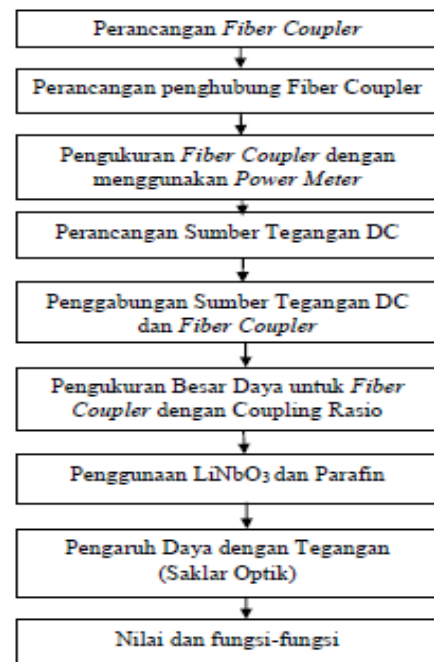 Perancangan Fiber Coupler
Perancangan penghubung Fiber Coupler
Pengukuran Fiber Coupler dengan
menggunakan Power Meter
Perancangan Sumber Tegangan DC
Penggabungan Sumber Tegangan DC
dan Fiber Coupler
Pengukuran Besar Daya untuk Fiber
Coupler dengan Coupling Rasio
Penggunaan LiNbO₃ dan Parafin
Pengaruh Daya dengan Tegangan
(Saklar Optik)
Nilai dan fungsi-fungsi